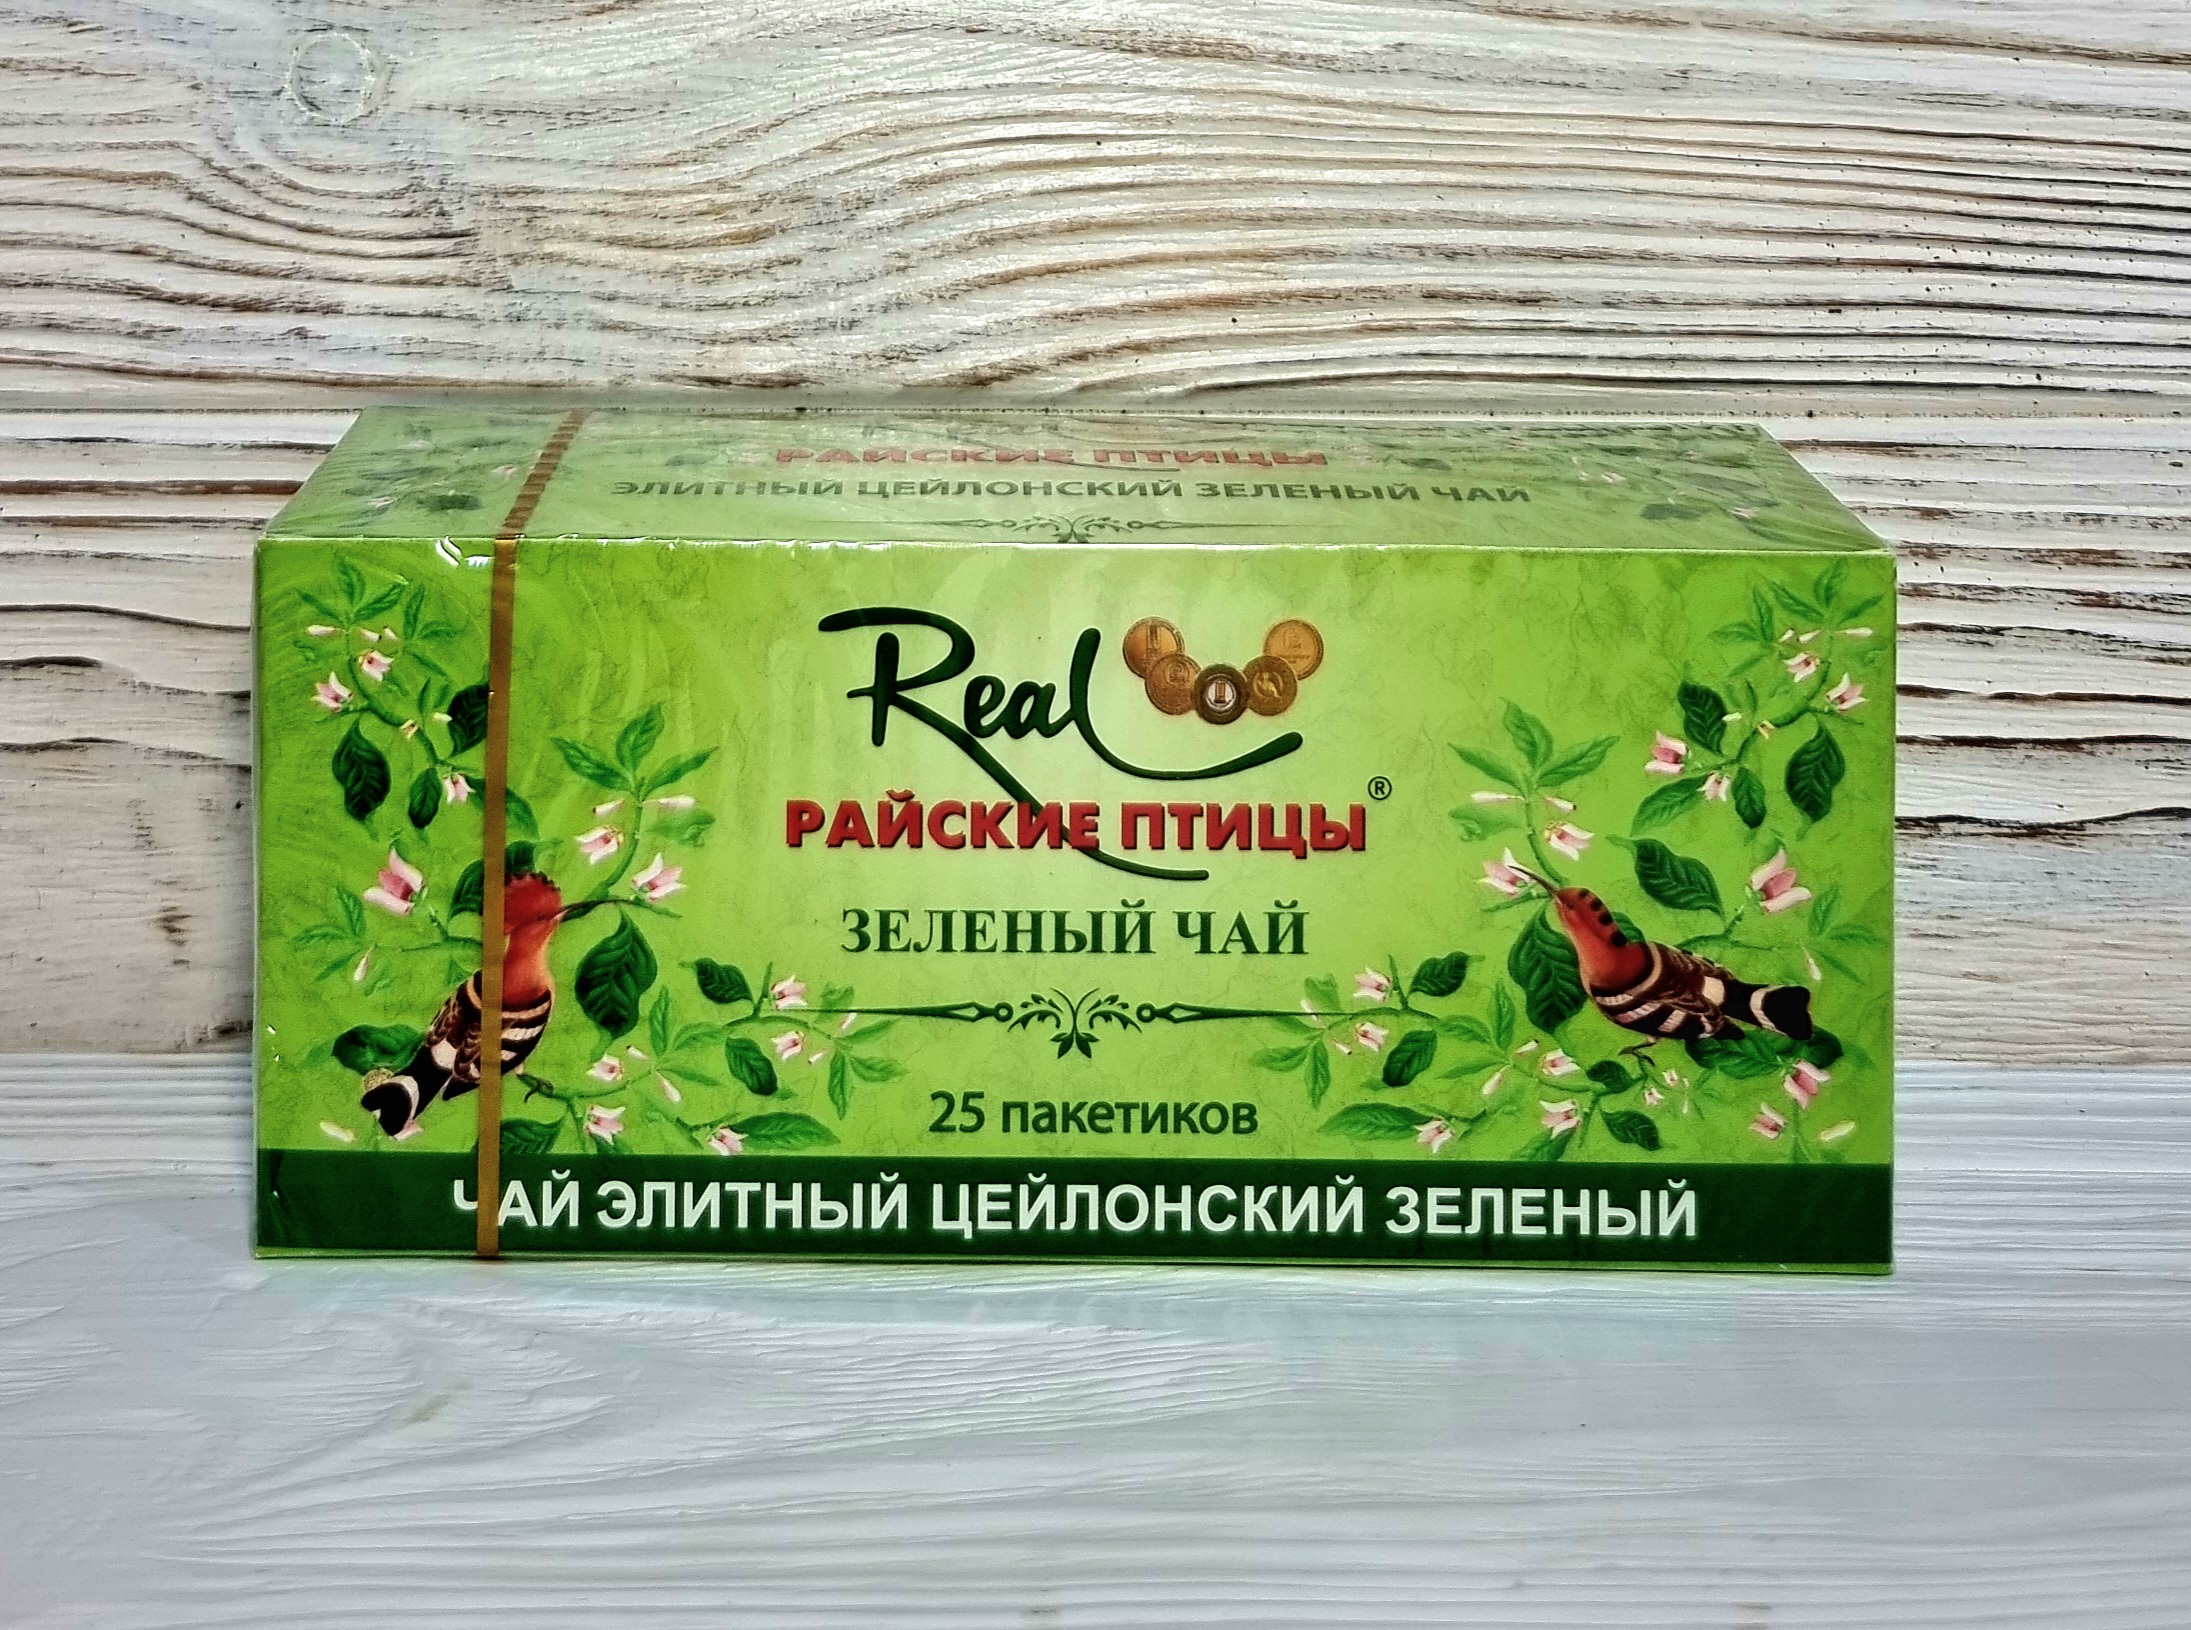 РАЙСКИЕ ПТИЦЫ
ЭЛИТНЫЙ ЦЕЙЛОНСКИЙ ЗЕЛЕНЫЙ ЧАЙ
Real
РАЙСКИЕ ПТИЦЫ®
ЗЕЛЕНЫЙ ЧАЙ
25 пакетиков
ЧАЙ ЭЛИТНЫЙ ЦЕЙЛОНСКИЙ ЗЕЛЕНЫЙ